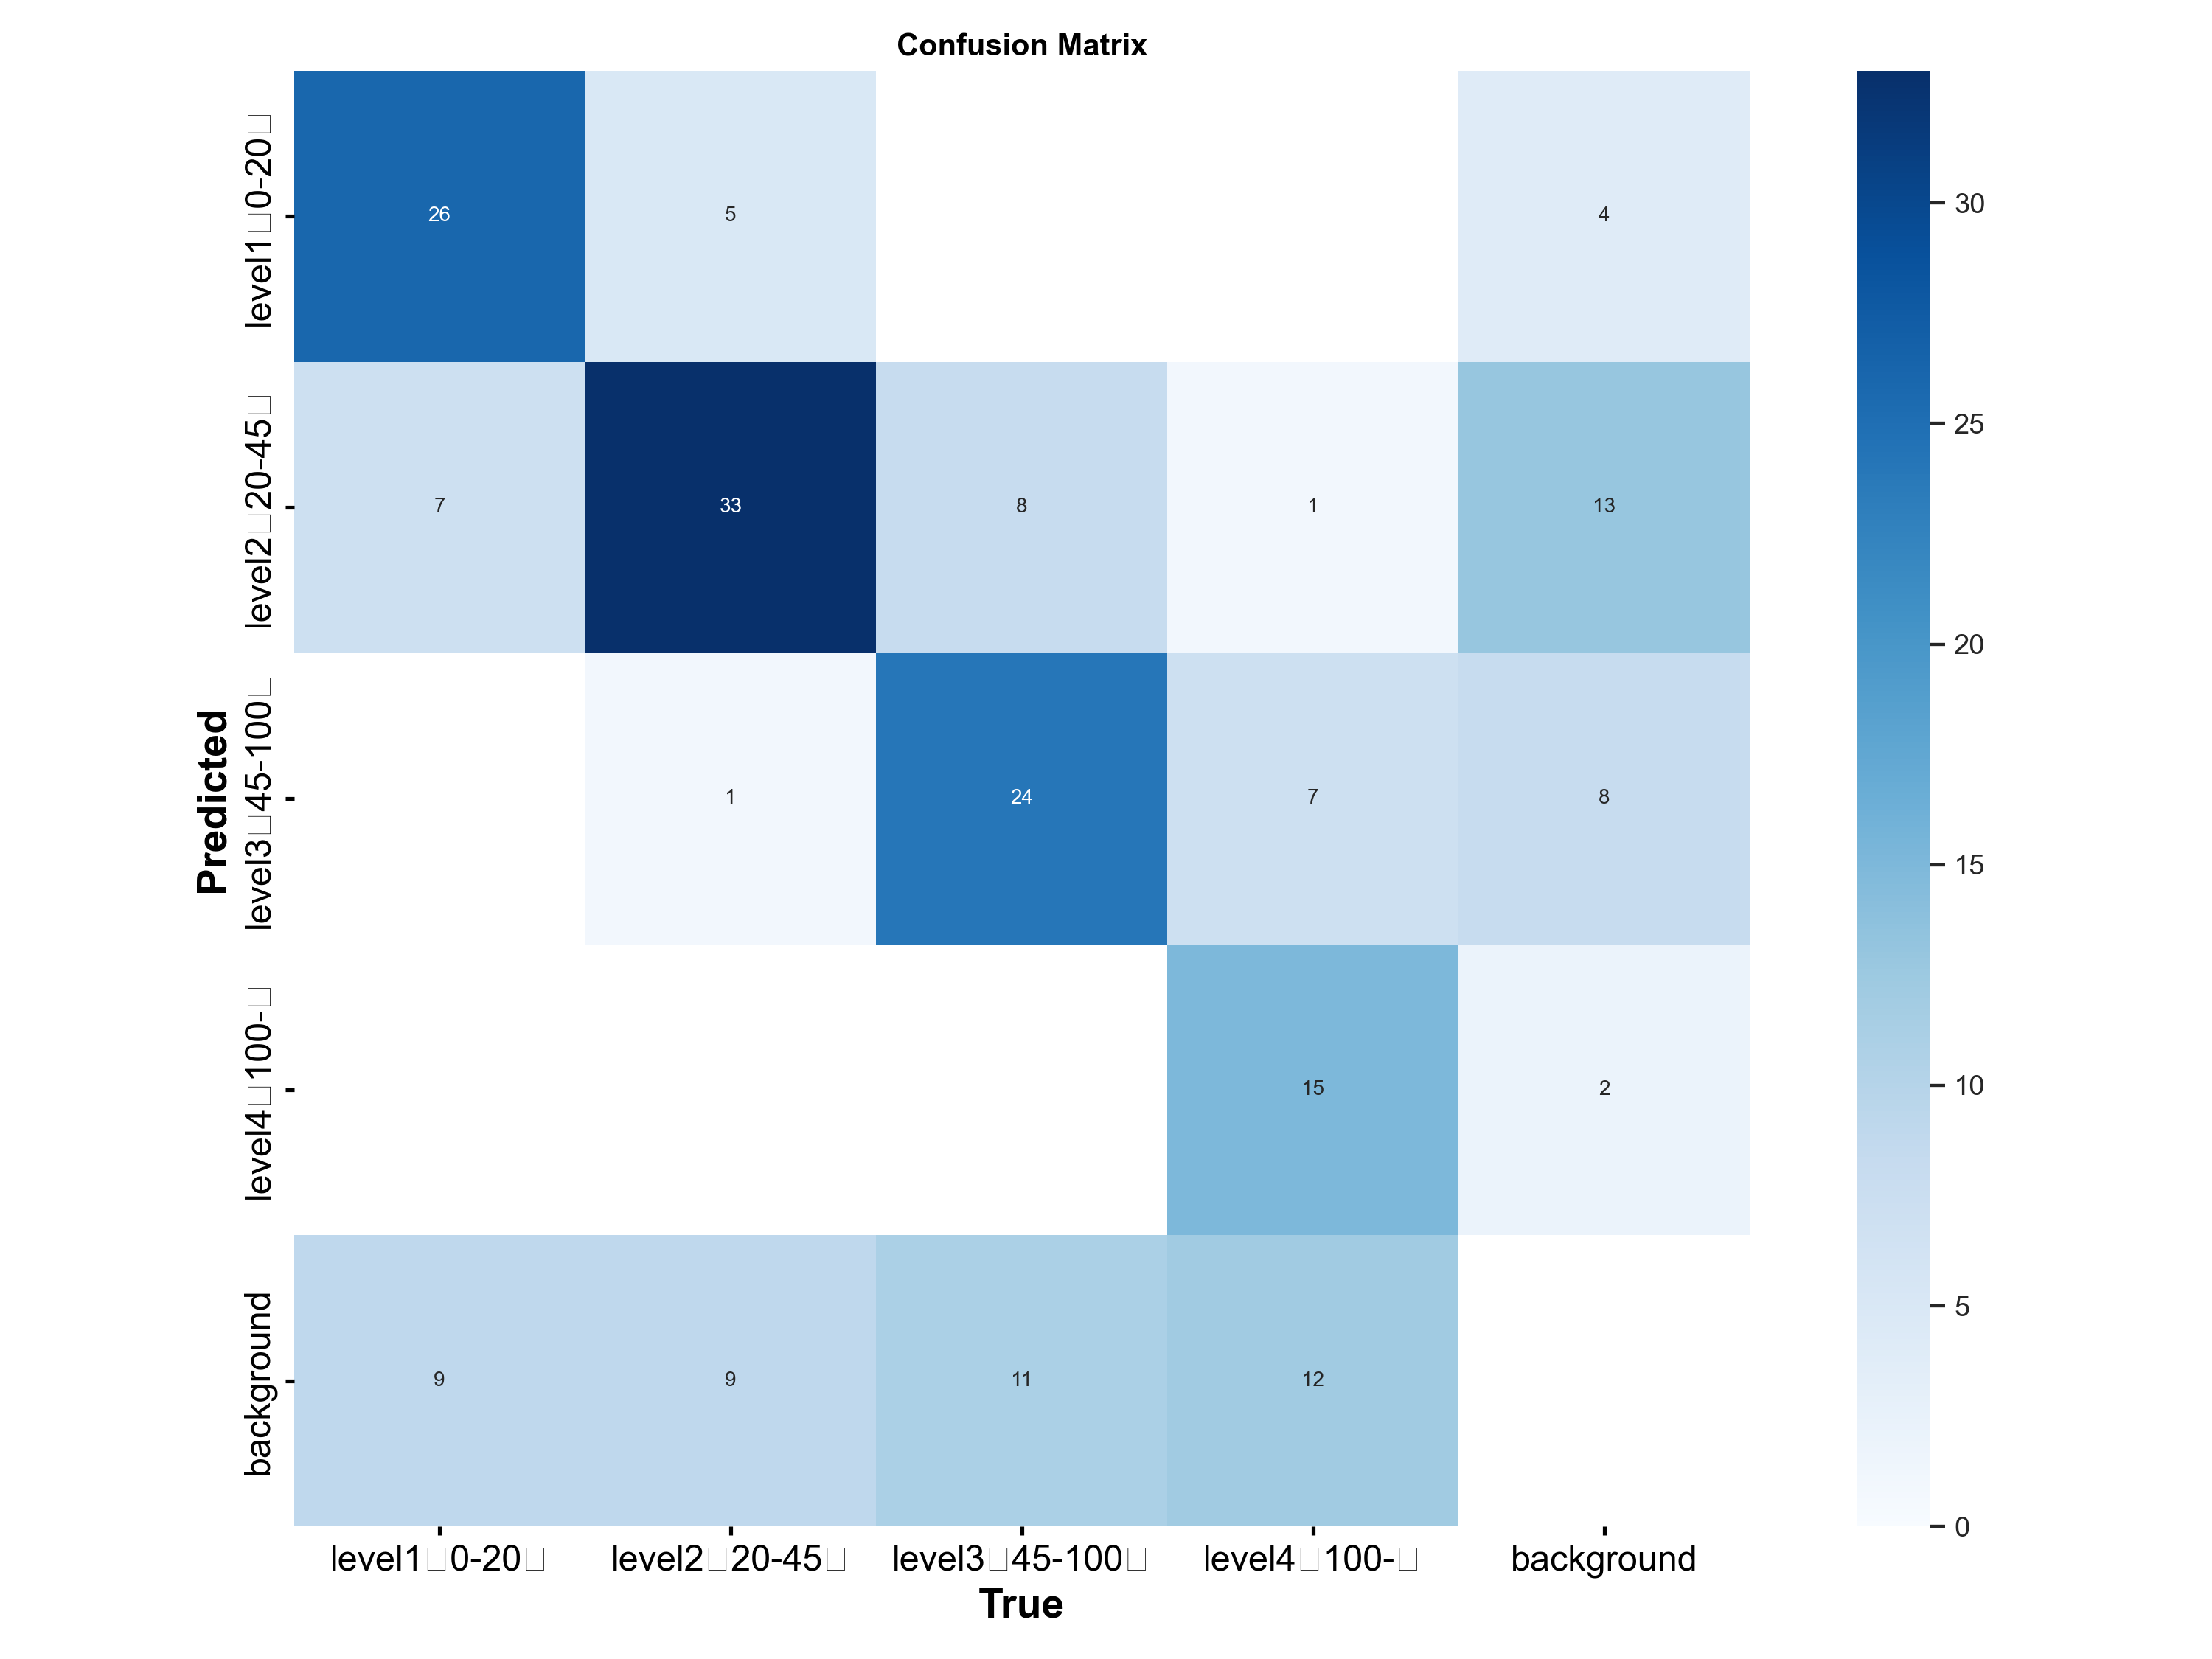 Confusion Matrix
Predicted
level1□0-20□
level2□20-45□
level3□45-100□
level4□100-□
background
26 5 4
7 33 8 1 13
1 24 7 8
15 2
9 9 11 12
level1□0-20□ level2□20-45□ level3□45-100□ level4□100-□ background
True
30
25
20
15
10
5
0